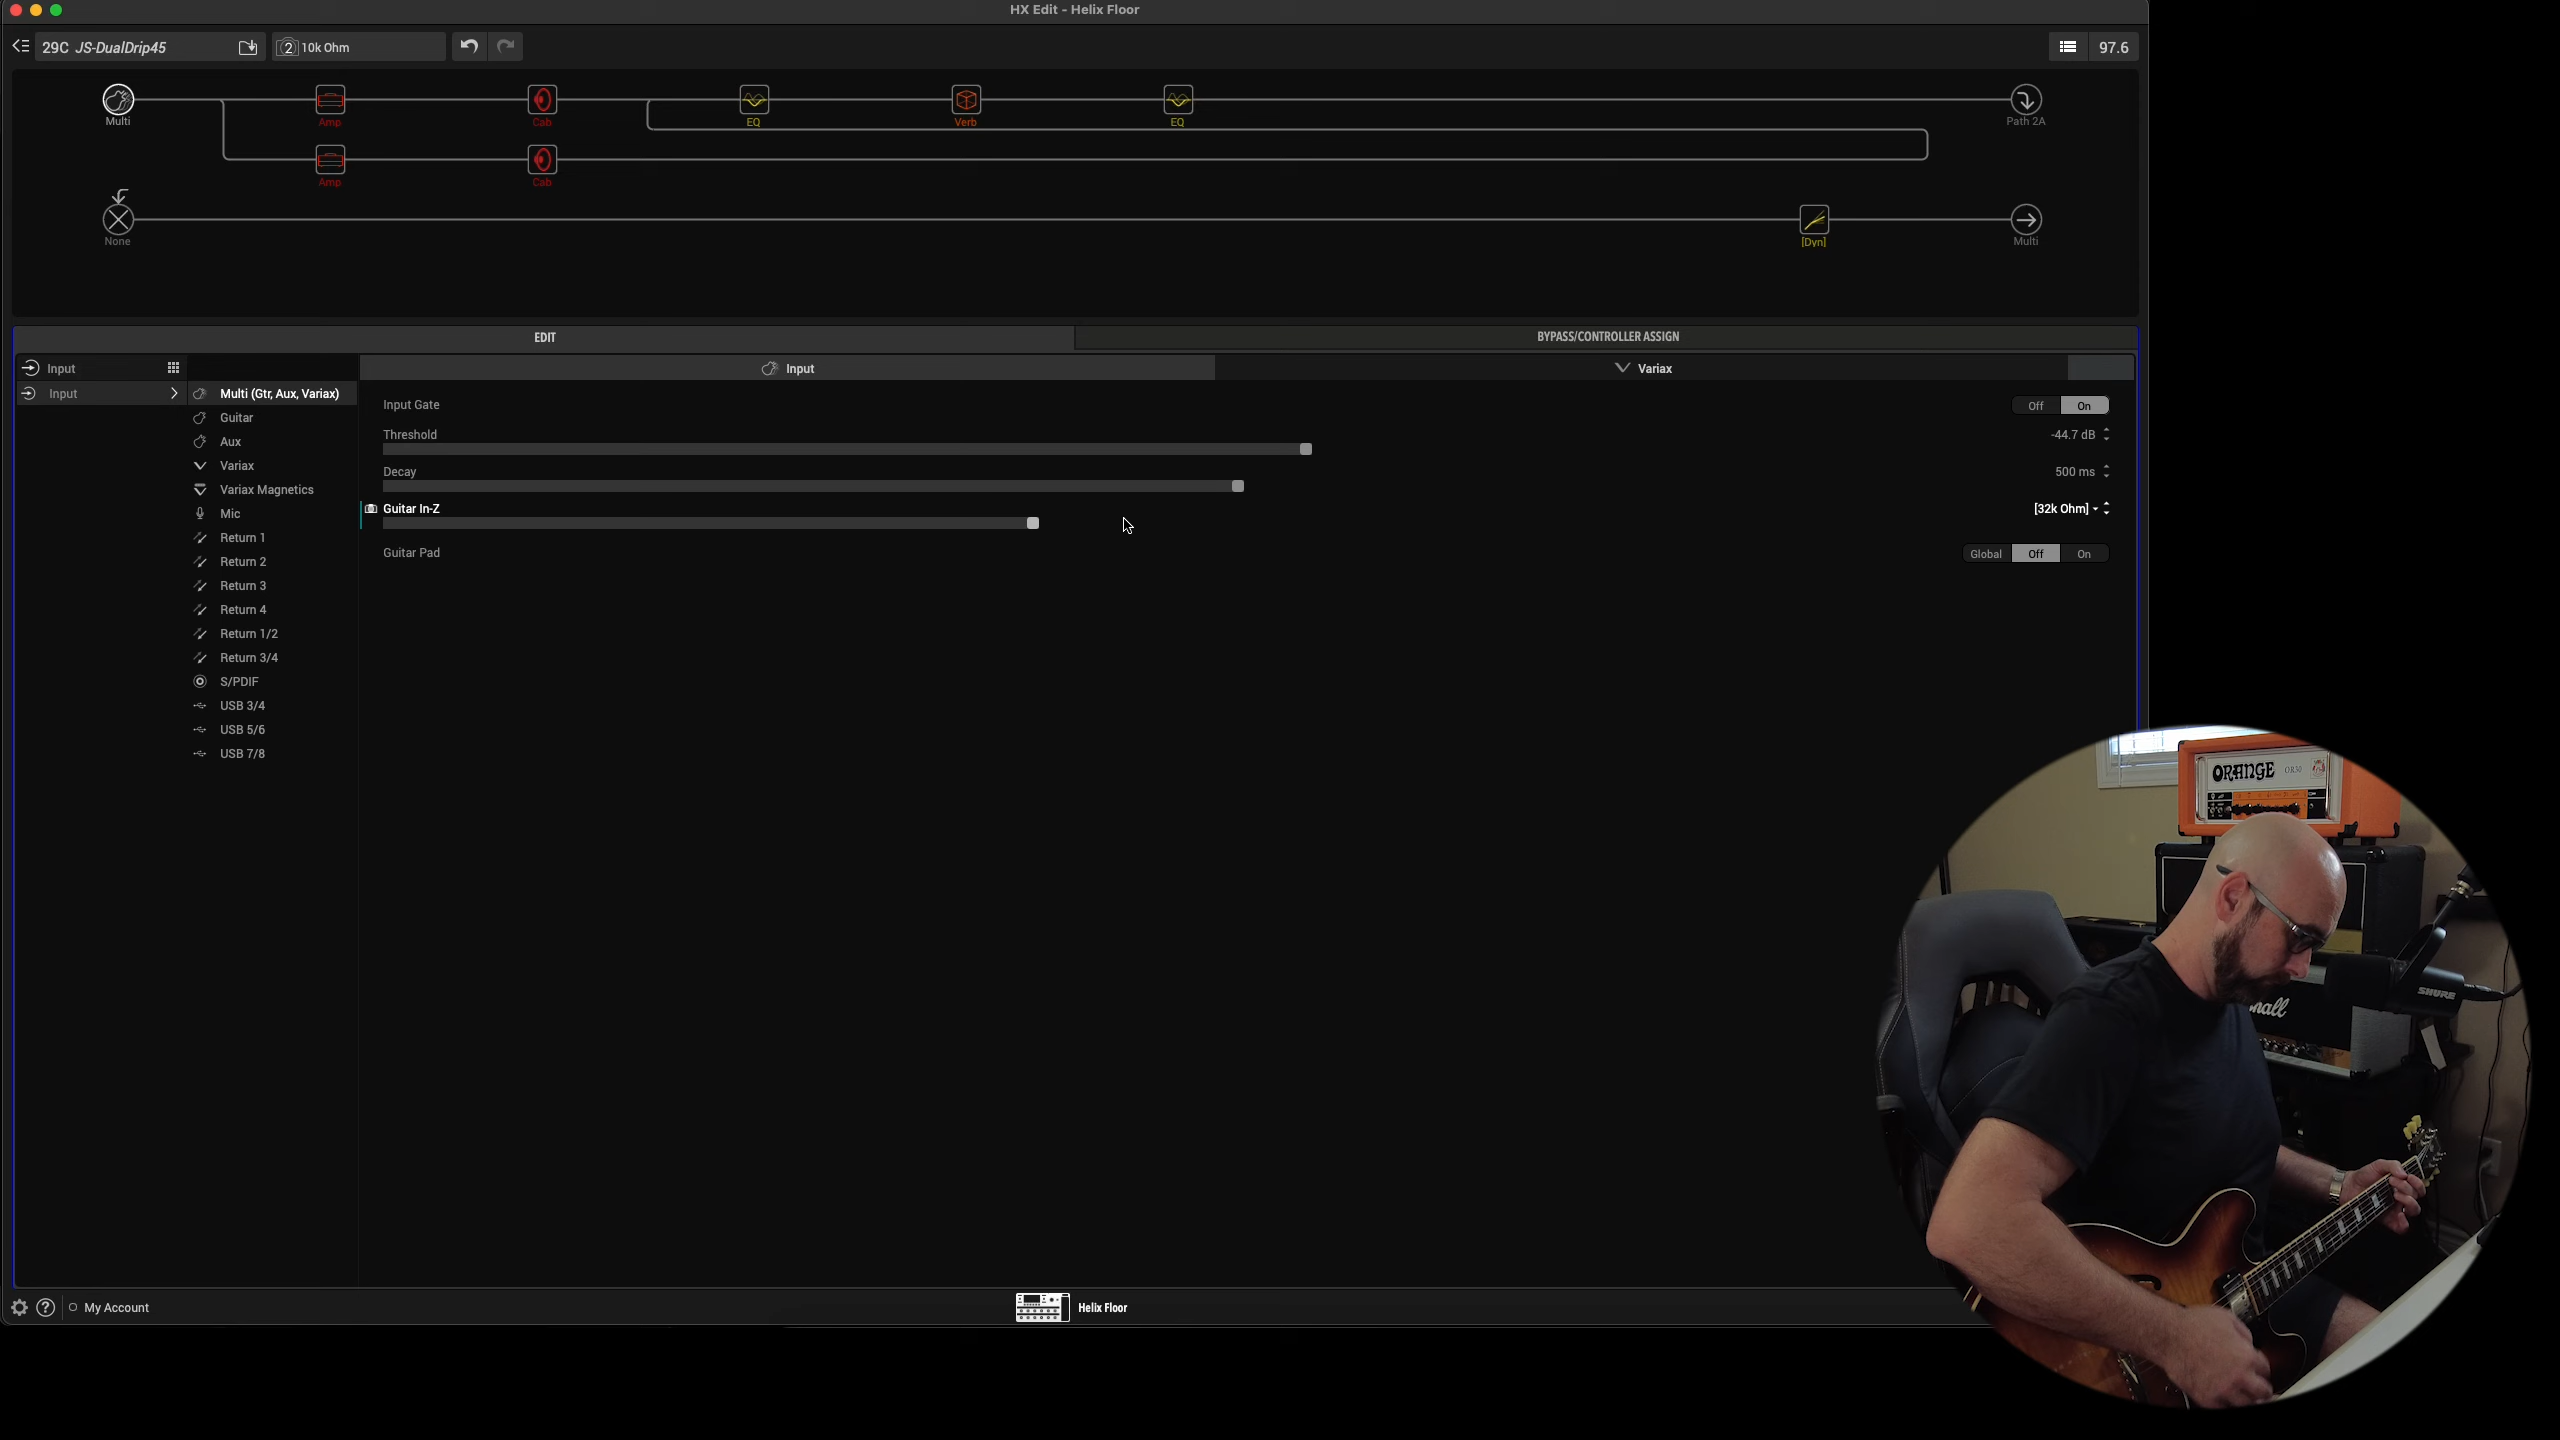 HX Edit - Helix Floor
29C JS-DualDrip45
2 10k Ohm
97.6
Multi
Amp
Cab
EQ
Verb
EQ
Path 2A
Amp
Cab
None
[Dyn]
Multi
EDIT
BYPASS/CONTROLLER ASSIGN
Input
Input
Variax
Input
Multi (Gtr, Aux, Variax)
Guitar
Aux
Variax
Variax Magnetics
Mic
Return 1
Return 2
Return 3
Return 4
Return 1/2
Return 3/4
S/PDIF
USB 3/4
USB 5/6
USB 7/8
Input Gate
Off On
Threshold
-44.7 dB
Decay
500 ms
Guitar In-Z
[32k Ohm]
Guitar Pad
Global Off On
ORANGE
OR30
SHURE
My Account
Helix Floor